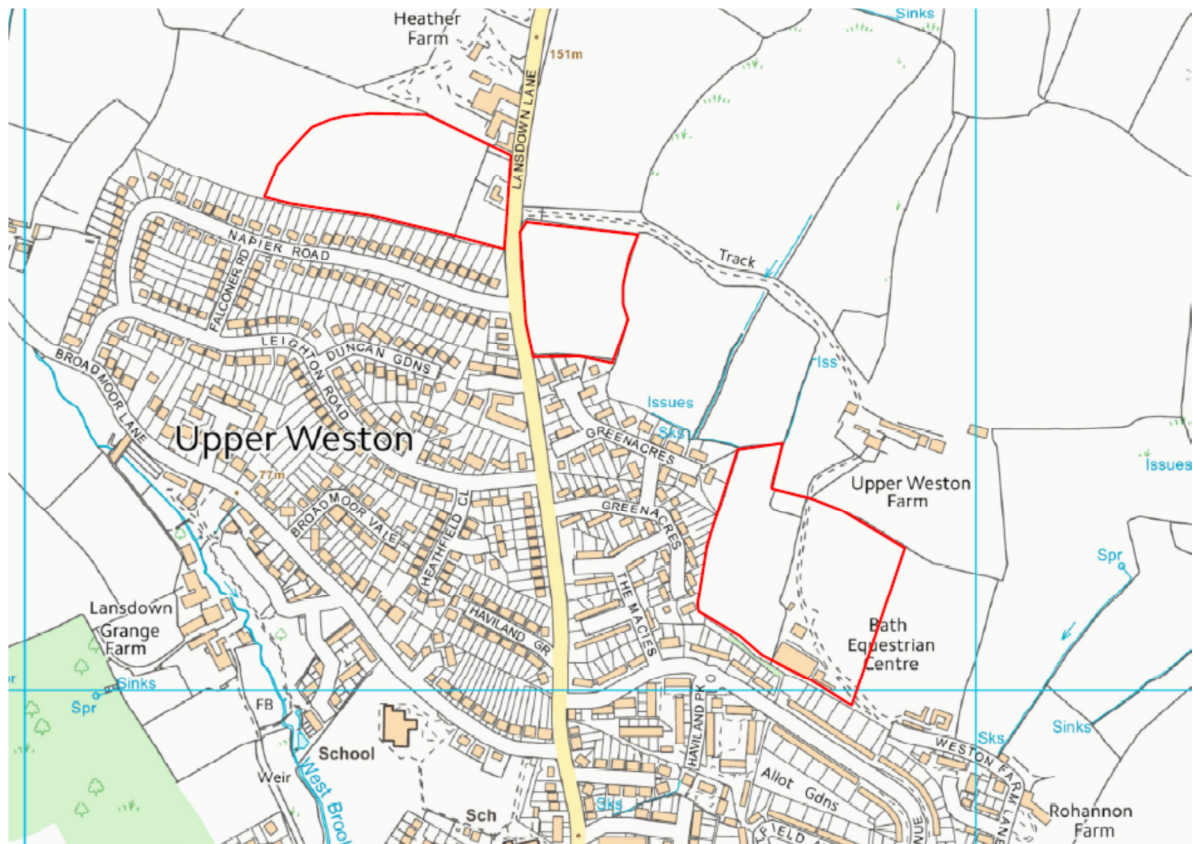 Heather
Farm
Sinks
151m
LANSDOWN LANE
NAPIER ROAD
FALCONER RD
Track
LEIGHTON ROAD
DUNCAN GDNS
BROADMOOR LANE
Iss
Issues
Sks
Upper Weston
GREENACRES
77m
Upper Weston
Farm
Issues
BROADMOOR VALE
HEATHFIELD CL
GREENACRES
Spr
THE MACIES
Lansdown
Grange
Farm
HAVILAND GR
Bath
Equestrian
Centre
Sinks
Spr
FB
HAVILAND PK
Sinks
Sks
School
WESTON FARM LANE
West Brook
Weir
Allot Gdns
Sks
Sch
Rohannon
Farm